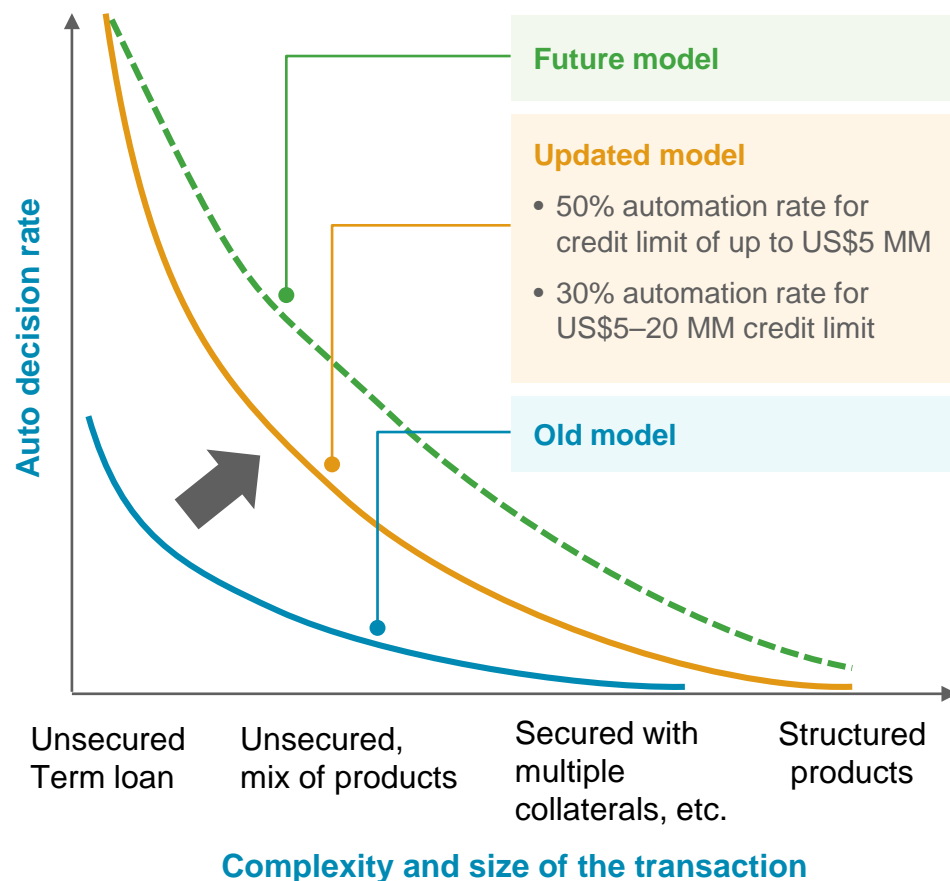 Auto decision rate
Future model
Updated model
• 50% automation rate for
credit limit of up to US$5 MM
• 30% automation rate for
US$5–20 MM credit limit
Old model
Unsecured
Term loan
Unsecured,
mix of products
Secured with
multiple
collaterals, etc.
Structured
products
Complexity and size of the transaction